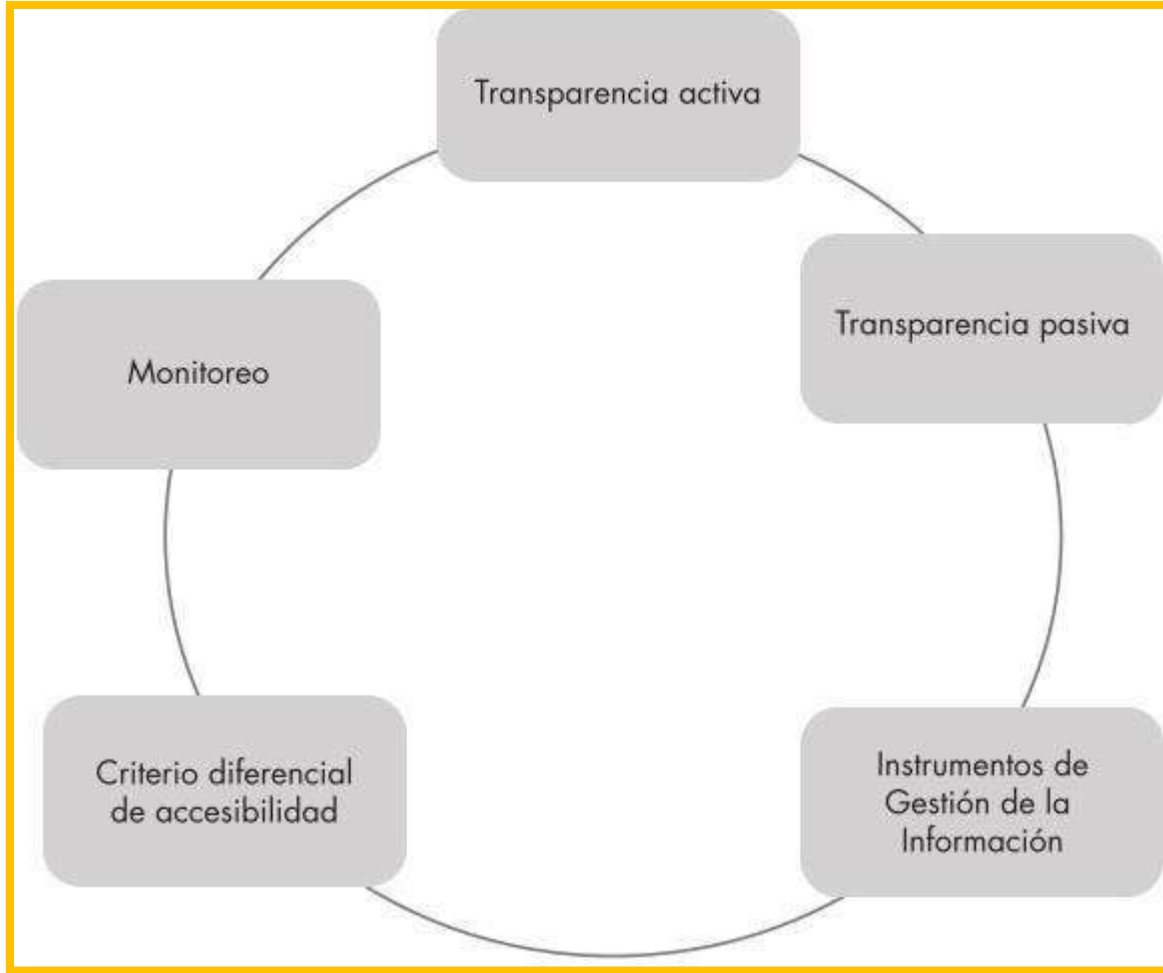 Transparencia activa
Transparencia pasiva
Monitoreo
Criterio diferencial
de accesibilidad
Instrumentos de
Gestión de la
Información